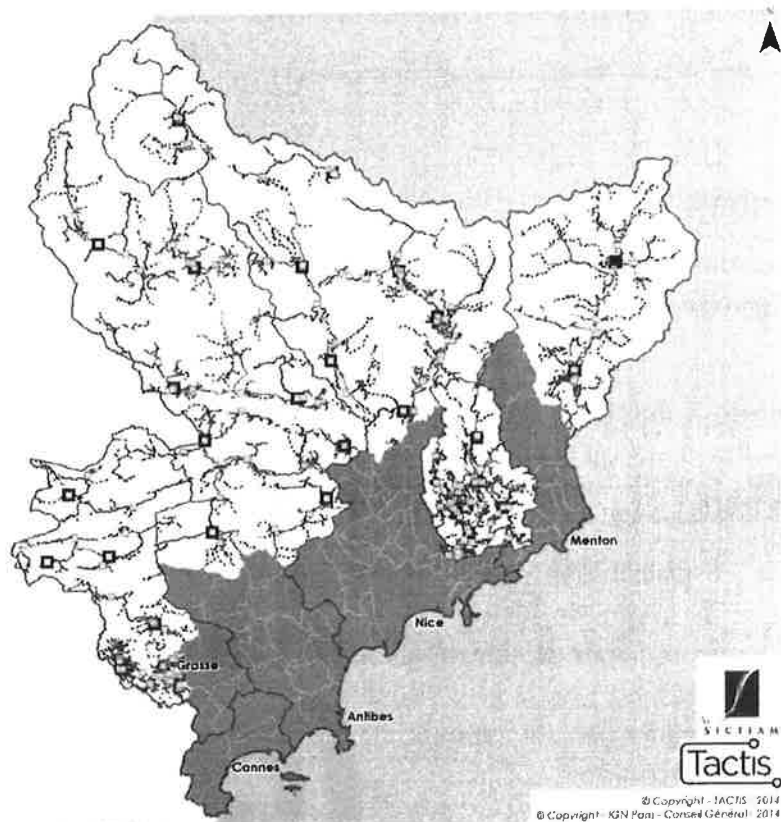 Menton
Nice
Grasse
Antibes
Cannes
SICTIAM
Tactis
© Copyright - TACTIS - 2014
© Copyright - IGN Paris - Conseil Général - 2014